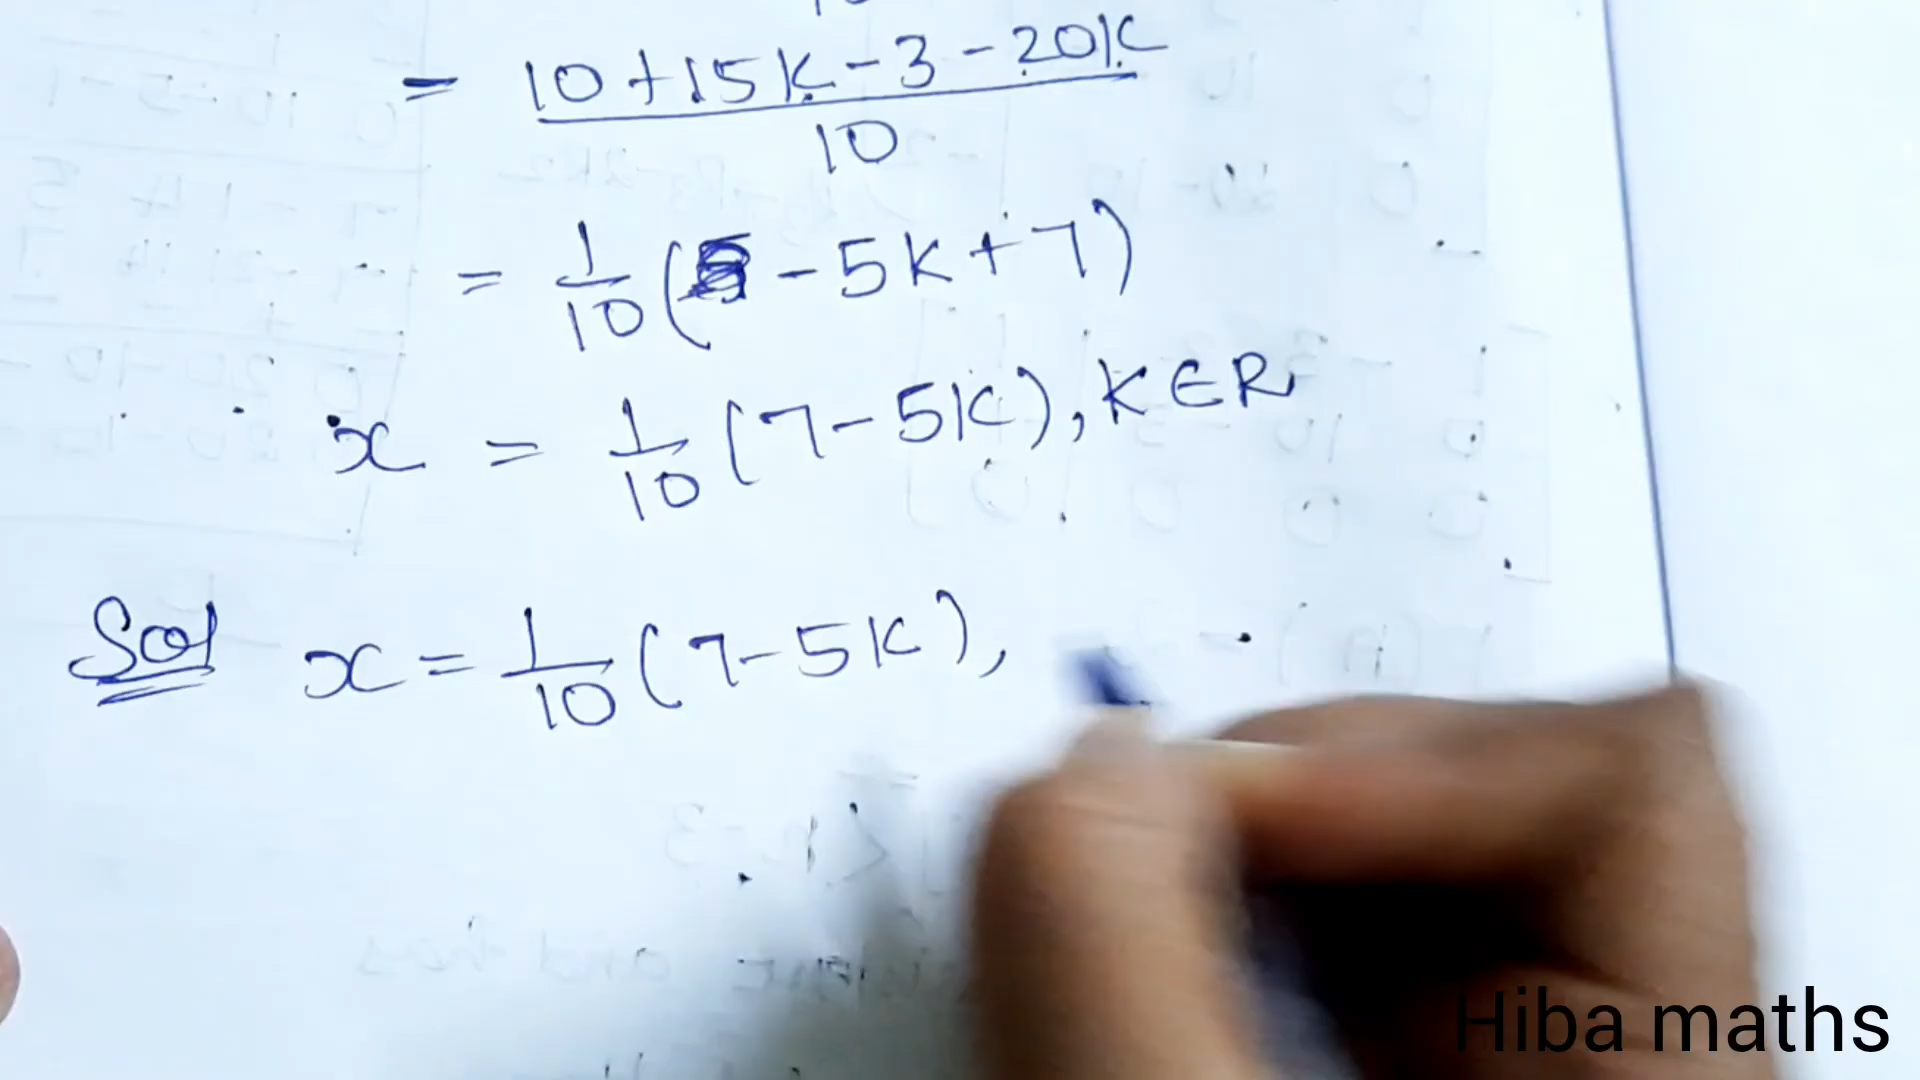 = 10+15K-3-20K
10
= 1/10 (-5K+7)
x = 1/10 (7-5K), K∈R
Sol x = 1/10 (7-5K),
Hiba maths